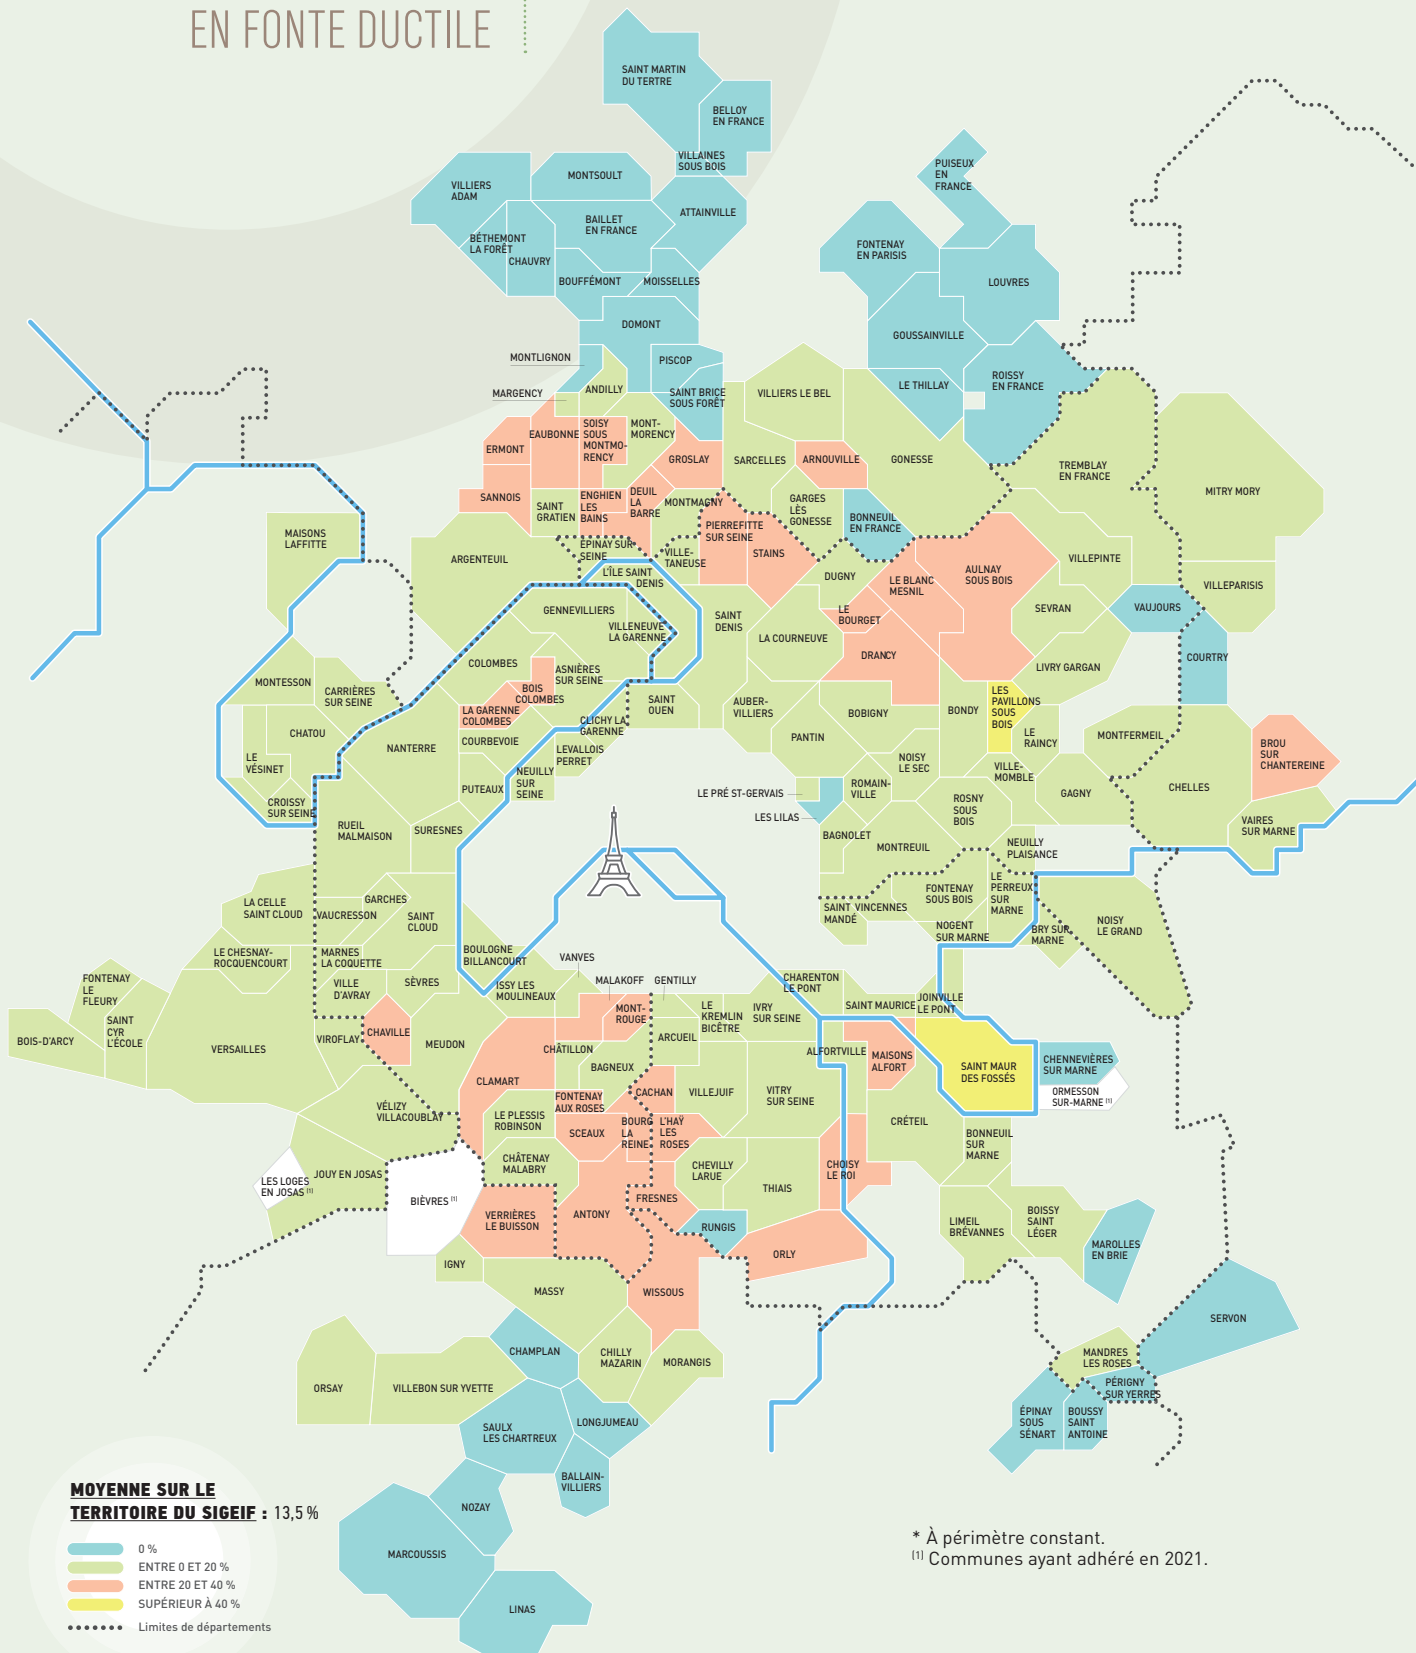 EN FONTE DUCTILE
SAINT MARTIN
DU TERTRE
BELLOY
EN FRANCE
VILLAINES
SOUS BOIS
PUISEUX
EN
FRANCE
VILLIERS
ADAM
MONTSOULT
ATTAINVILLE
BAILLET
EN FRANCE
BÉTHEMONT
LA FORÊT
CHAUVRY
FONTENAY
EN PARISIS
BOUFFÉMONT
MOISSELLES
LOUVRES
DOMONT
GOUSSAINVILLE
MONTLIGNON
PISCOP
ROISSY
EN FRANCE
LE THILLAY
MARGENCY
ANDILLY
SAINT BRICE
SOUS FORÊT
VILLIERS LE BEL
ERMONT
EAUBONNE
SOISY
SOUS
MONTMO-
RENCY
MONT-
MORENCY
GROSLAY
SARCELLES
ARNOUVILLE
GONESSE
TREMBLAY
EN FRANCE
MITRY MORY
SANNOIS
SAINT
GRATIEN
ENGHIEN
LES
BAINS
DEUIL
LA
BARRE
MONTMAGNY
GARGES
LÈS
GONESSE
BONNEUIL
EN FRANCE
MAISONS
LAFFITTE
ARGENTEUIL
ÉPINAY SUR
SEINE
VILLE-
TANEUSE
PIERREFITTE
SUR SEINE
STAINS
L'ÎLE SAINT
DENIS
DUGNY
LE BLANC
MESNIL
AULNAY
SOUS BOIS
VILLEPINTE
VILLEPARISIS
GENNEVILLIERS
VILLENEUVE
LA GARENNE
SAINT
DENIS
LA COURNEUVE
LE
BOURGET
SEVRAN
VAUJOURS
DRANCY
COURTRY
LIVRY GARGAN
MONTESSON
CARRIÈRES
SUR SEINE
COLOMBES
ASNIÈRES
SUR SEINE
BOIS
COLOMBES
LA GARENNE
COLOMBES
CLICHY LA
GARENNE
SAINT
OUEN
AUBER-
VILLIERS
BOBIGNY
BONDY
LES
PAVILLONS
SOUS
BOIS
CHATOU
NANTERRE
COURBEVOIE
LEVALLOIS
PERRET
PANTIN
LE
RAINCY
MONTFERMEIL
BROU
SUR
CHANTEREINE
LE
VÉSINET
NOISY
LE SEC
VILLE-
MOMBLE
CROISSY
SUR SEINE
PUTEAUX
NEUILLY
SUR
SEINE
LE PRÉ ST-GERVAIS
ROMAIN-
VILLE
GAGNY
CHELLES
LES LILAS
ROSNY
SOUS
BOIS
VAIRES
SUR MARNE
RUEIL
MALMAISON
SURESNES
BAGNOLET
MONTREUIL
NEUILLY
PLAISANCE
GARCHES
LA CELLE
SAINT CLOUD
VAUCRESSON
SAINT
CLOUD
SAINT
MANDÉ
VINCENNES
FONTENAY
SOUS BOIS
LE
PERREUX
SUR
MARNE
NOGENT
SUR MARNE
BRY SUR
MARNE
NOISY
LE GRAND
LE CHESNAY-
ROCQUENCOURT
MARNES
LA COQUETTE
BOULOGNE
BILLANCOURT
VANVES
FONTENAY
LE
FLEURY
VILLE
D'AVRAY
SÈVRES
ISSY LES
MOULINEAUX
MALAKOFF
GENTILLY
CHARENTON
LE PONT
SAINT MAURICE
JOINVILLE
LE PONT
BOIS-D'ARCY
SAINT
CYR
L'ÉCOLE
VERSAILLES
VIROFLAY
CHAVILLE
MEUDON
MONT-
ROUGE
LE
KREMLIN
BICÊTRE
IVRY
SUR SEINE
CHÂTILLON
ARCUEIL
ALFORTVILLE
MAISONS
ALFORT
SAINT MAUR
DES FOSSÉS
CHENNEVIÈRES
SUR MARNE
CLAMART
BAGNEUX
ORMESSON
SUR-MARNE (1)
VÉLIZY
VILLACOUBLAY
FONTENAY
AUX ROSES
CACHAN
VILLEJUIF
VITRY
SUR SEINE
LE PLESSIS
ROBINSON
SCEAUX
BOURG
LA
REINE
L'HAŸ
LES
ROSES
CRÉTEIL
BONNEUIL
SUR
MARNE
JOUY EN JOSAS
LES LOGES
EN JOSAS (1)
BIÈVRES (1)
CHÂTENAY
MALABRY
CHEVILLY
LARUE
THIAIS
CHOISY
LE ROI
VERRIÈRES
LE BUISSON
ANTONY
FRESNES
RUNGIS
ORLY
LIMEIL
BRÉVANNES
BOISSY
SAINT
LÉGER
MAROLLES
EN BRIE
IGNY
MASSY
WISSOUS
SERVON
CHAMPLAN
CHILLY
MAZARIN
MORANGIS
MANDRES
LES ROSES
ORSAY
VILLEBON SUR YVETTE
PÉRIGNY
SUR YERRES
SAULX
LES CHARTREUX
LONGJUMEAU
ÉPINAY
SOUS
SÉNART
BOUSSY
SAINT
ANTOINE
BALLAIN-
VILLIERS
NOZAY
MARCOUSSIS
LINAS
MOYENNE SUR LE
TERRITOIRE DU SIGEIF : 13,5 %
0 %
ENTRE 0 ET 20 %
ENTRE 20 ET 40 %
SUPÉRIEUR À 40 %
Limites de départements
* À périmètre constant.
(1) Communes ayant adhéré en 2021.